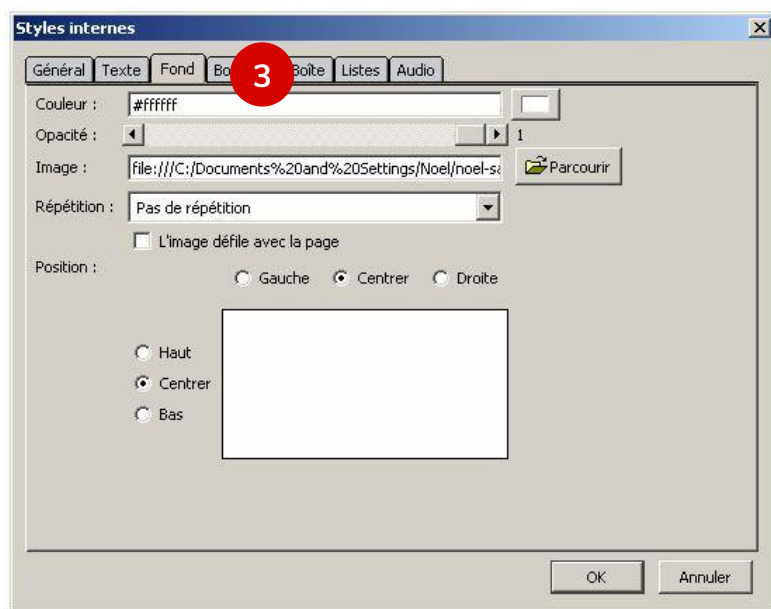 Styles internes
Général Texte Fond 3 Boîte Listes Audio
Couleur : #ffffff
Opacité : 1
Image : file:///C:/Documents%20and%20Settings/Noel/noel-sa Parcourir
Répétition : Pas de répétition
L'image défile avec la page
Position :
Gauche Centrer Droite
Haut
Centrer
Bas
OK Annuler